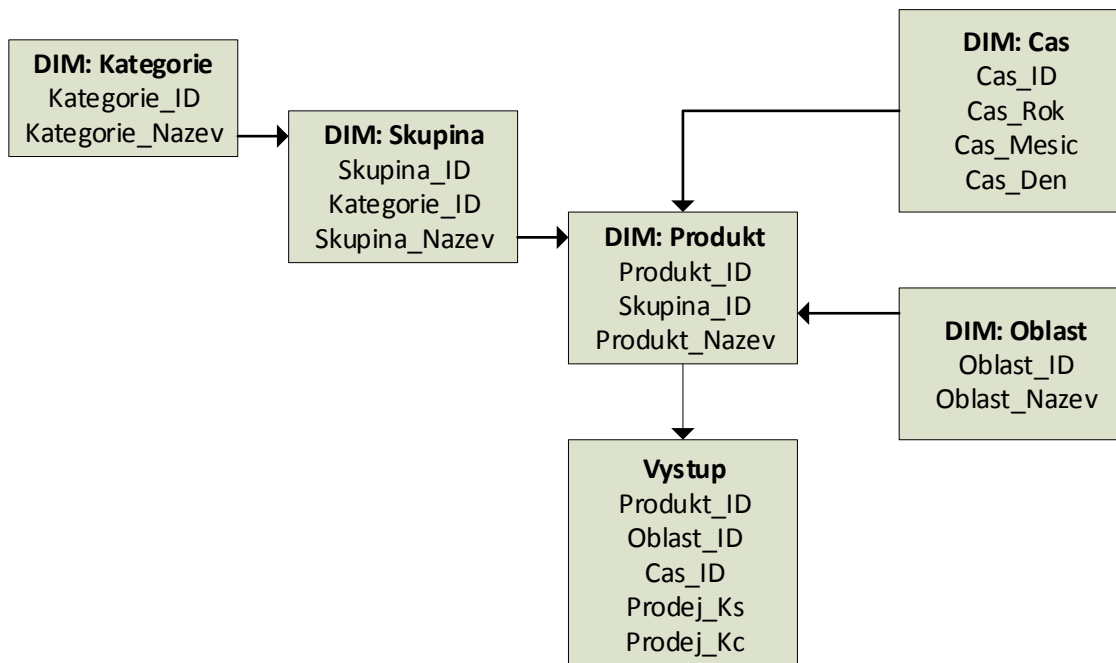 DIM: Kategorie
Kategorie_ID
Kategorie_Nazev
DIM: Skupina
Skupina_ID
Kategorie_ID
Skupina_Nazev
DIM: Cas
Cas_ID
Cas_Rok
Cas_Mesic
Cas_Den
DIM: Produkt
Produkt_ID
Skupina_ID
Produkt_Nazev
DIM: Oblast
Oblast_ID
Oblast_Nazev
Vystup
Produkt_ID
Oblast_ID
Cas_ID
Prodej_Ks
Prodej_Kc